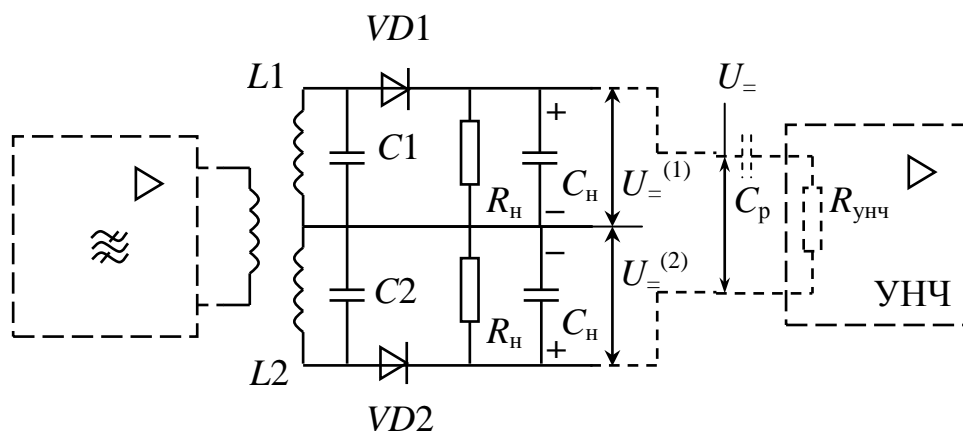 VD1
L1
U=
+
C1
Cн
U=(1)
Cр
Rунч
Rн
−
−
C2
U=(2)
УНЧ
Rн
Cн
+
L2
VD2